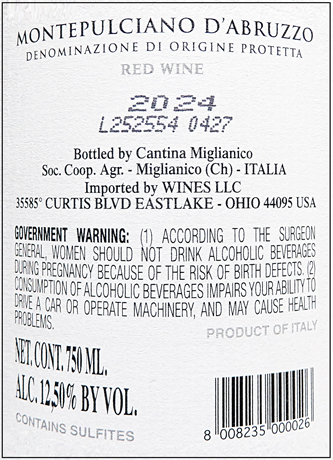 MONTEPULCIANO D'ABRUZZO
DENOMINAZIONE DI ORIGINE PROTETTA
RED WINE
2024
L252554 0427
Bottled by Cantina Miglianico
Soc. Coop. Agr. - Miglianico (Ch) - ITALIA
Imported by WINES LLC
35585° CURTIS BLVD EASTLAKE - OHIO 44095 USA
GOVERNMENT WARNING: (1) ACCORDING TO THE SURGEON
GENERAL, WOMEN SHOULD NOT DRINK ALCOHOLIC BEVERAGES
DURING PREGNANCY BECAUSE OF THE RISK OF BIRTH DEFECTS. (2)
CONSUMPTION OF ALCOHOLIC BEVERAGES IMPAIRS YOUR ABILITY TO
DRIVE A CAR OR OPERATE MACHINERY, AND MAY CAUSE HEALTH
PROBLEMS.
PRODUCT OF ITALY
NET. CONT. 750 ML.
ALC. 12,50% BY VOL.
CONTAINS SULFITES
8 008235 000026